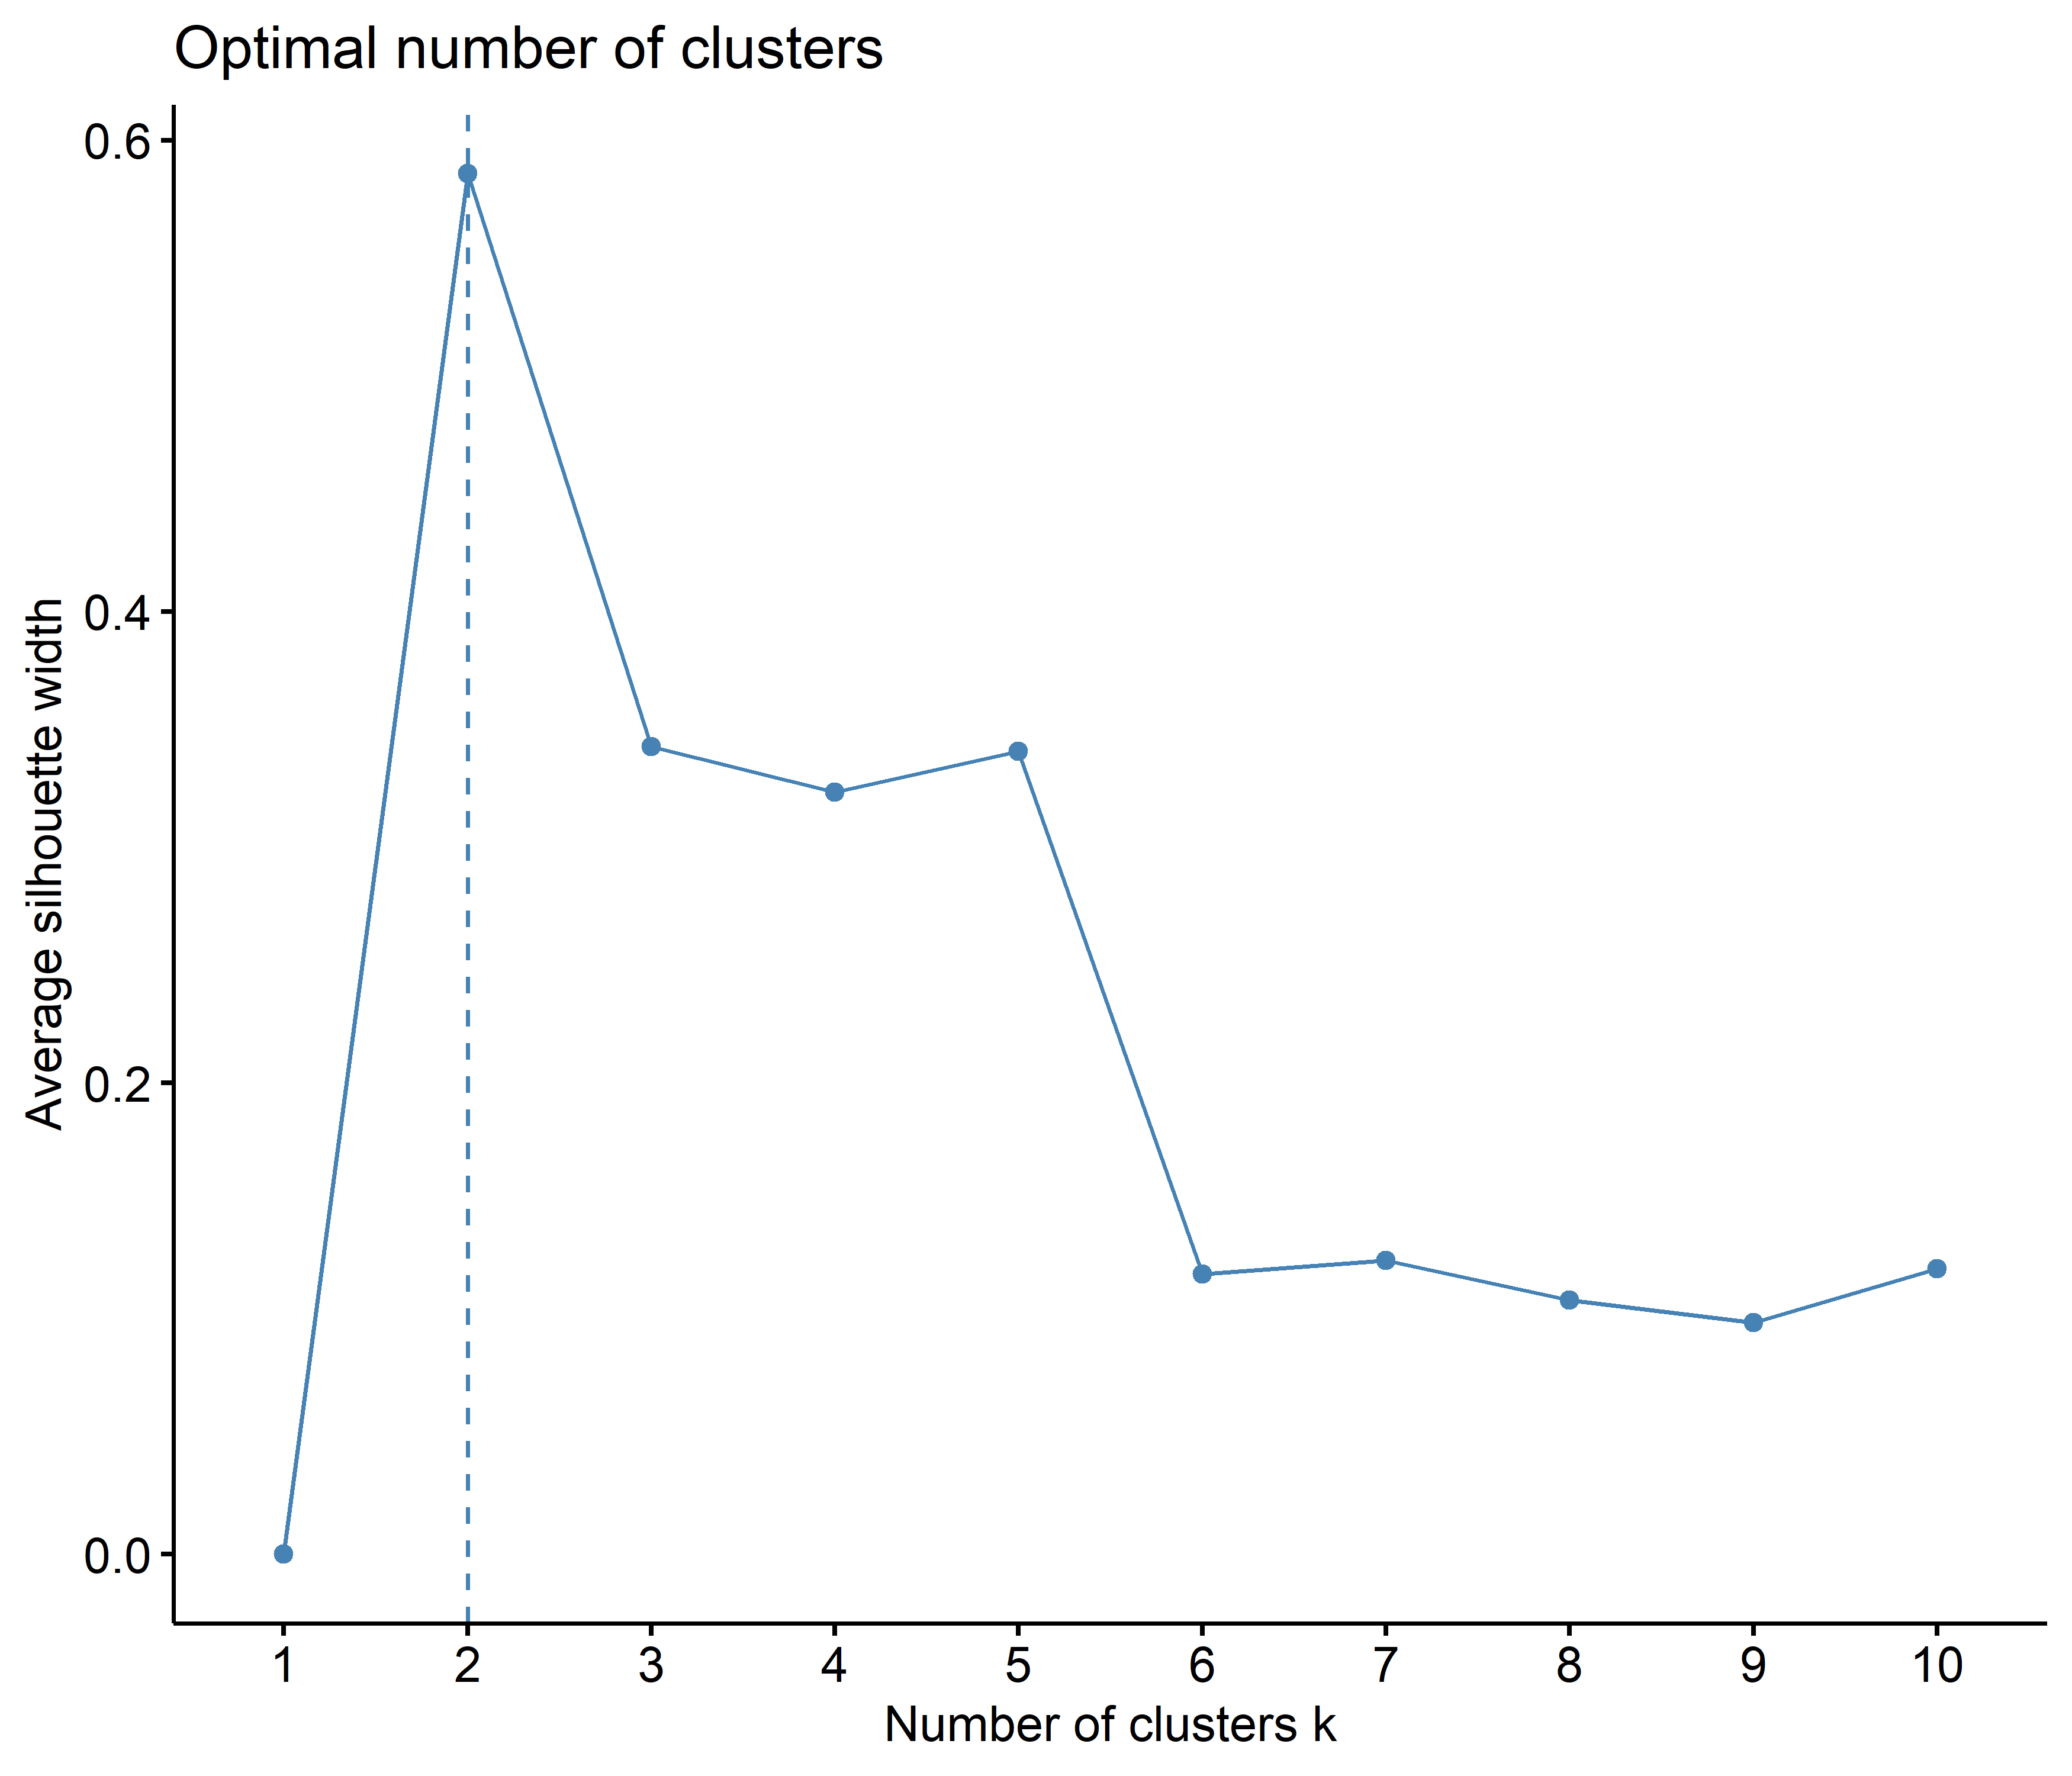 Optimal number of clusters
Average silhouette width
0.6
0.4
0.2
0.0
1 2 3 4 5 6 7 8 9 10
Number of clusters k